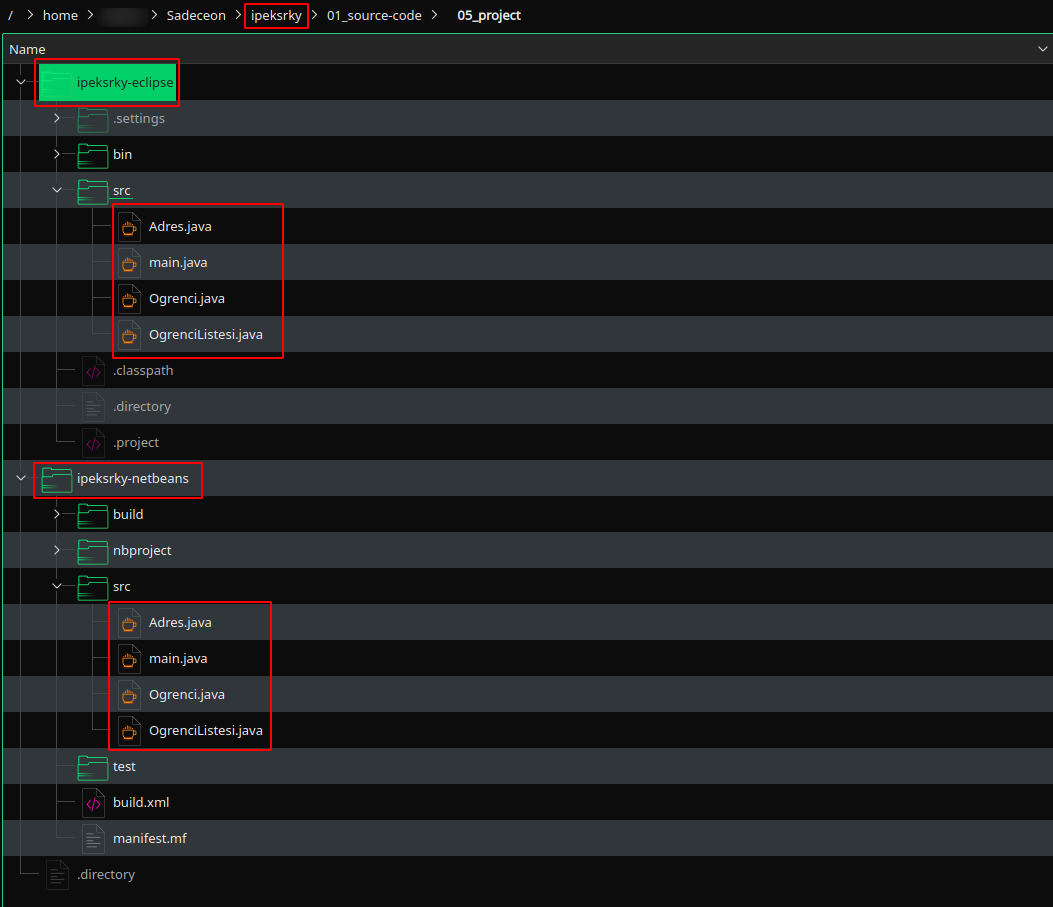 / > home > > Sadeceon > ipeksrky > 01_source-code > 05_project
Name
ipeksrky-eclipse
.settings
bin
src
Adres.java
main.java
Ogrenci.java
OgrenciListesi.java
.classpath
.directory
.project
ipeksrky-netbeans
build
nbproject
src
Adres.java
main.java
Ogrenci.java
OgrenciListesi.java
test
build.xml
manifest.mf
.directory